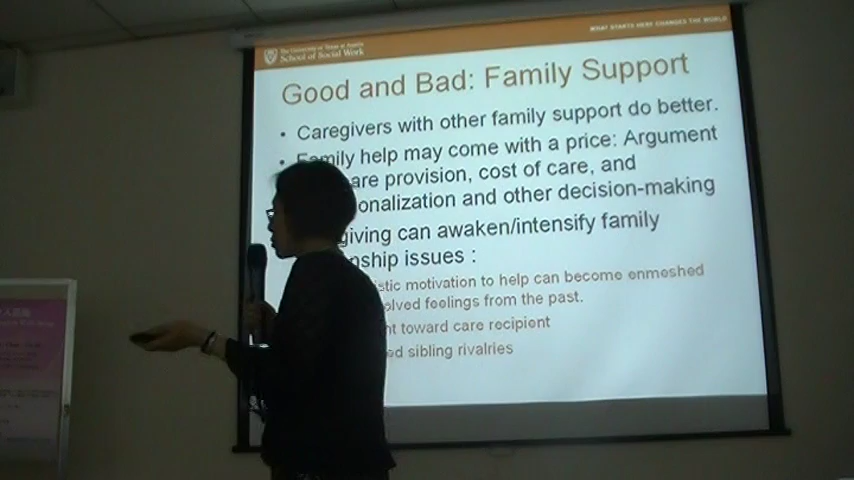 The University of Texas at Austin
School of Social Work
WHAT STARTS HERE CHANGES THE WORLD
Good and Bad: Family Support
• Caregivers with other family support do better.
• Family help may come with a price: Argument
are provision, cost of care, and
onalization and other decision-making
giving can awaken/intensify family
nship issues :
istic motivation to help can become enmeshed
olved feelings from the past.
nt toward care recipient
ed sibling rivalries